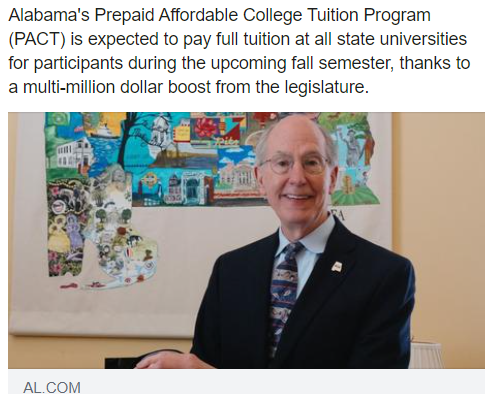 Alabama's Prepaid Affordable College Tuition Program
(PACT) is expected to pay full tuition at all state universities
for participants during the upcoming fall semester, thanks to
a multi-million dollar boost from the legislature.
AL.COM